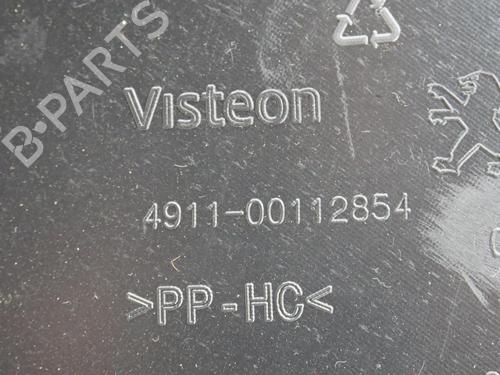 Visteon
B-PARTS
4911-00112854
>PP-HC<